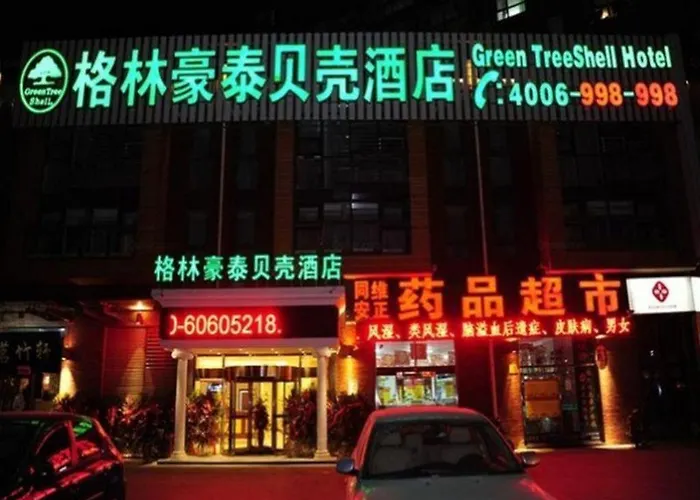 格林豪泰贝壳酒店
Green TreeShell Hotel
GreenTree
Shell
:4006-998-998
格林豪泰贝壳酒店
0-60605218.
同维
安正
药品超市
风湿、类风湿、脑溢血后遗症、皮肤病、男女